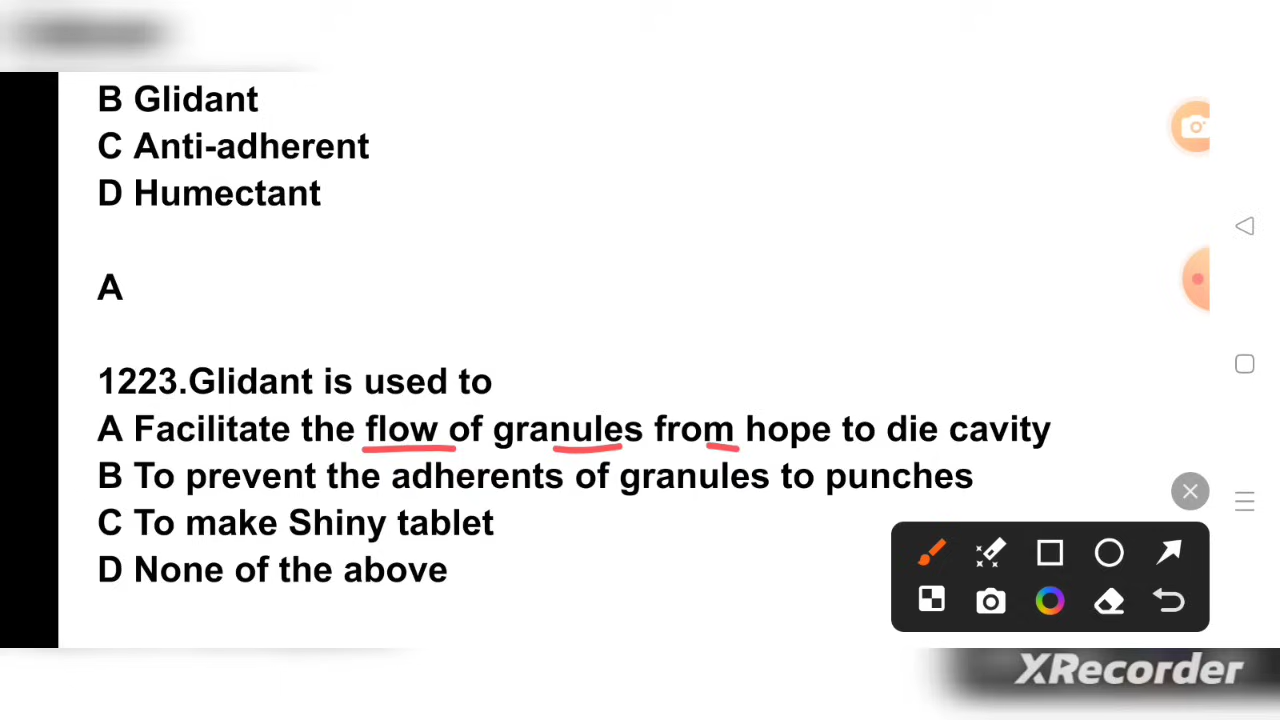 B Glidant
C Anti-adherent
D Humectant
A
1223.Glidant is used to
A Facilitate the flow of granules from hope to die cavity
B To prevent the adherents of granules to punches
C To make Shiny tablet
D None of the above
XRecorder